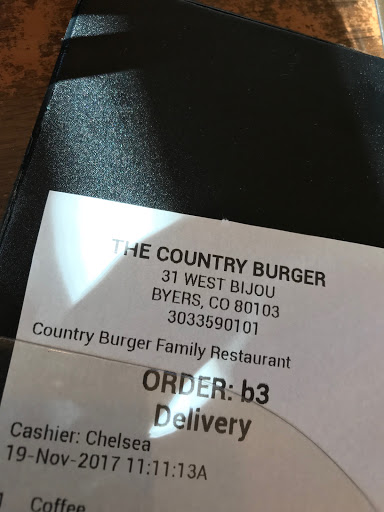 THE COUNTRY BURGER
31 WEST BIJOU
BYERS, CO 80103
3033590101
Country Burger Family Restaurant
ORDER: b3
Delivery
Cashier: Chelsea
19-Nov-2017 11:11:13A
1 Coffee